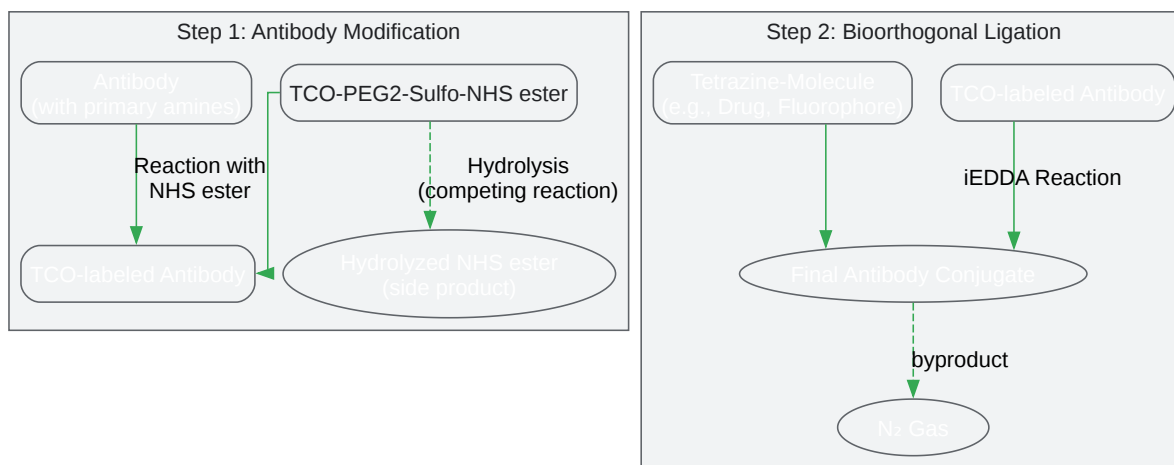 Step 1: Antibody Modification
Antibody
(with primary amines)
TCO-PEG2-Sulfo-NHS ester
Reaction with
NHS ester
Hydrolysis
(competing reaction)
TCO-labeled Antibody
Hydrolyzed NHS ester
(side product)
Step 2: Bioorthogonal Ligation
Tetrazine-Molecule
(e.g., Drug, Fluorophore)
TCO-labeled Antibody
iEDDA Reaction
Final Antibody Conjugate
byproduct
N₂ Gas